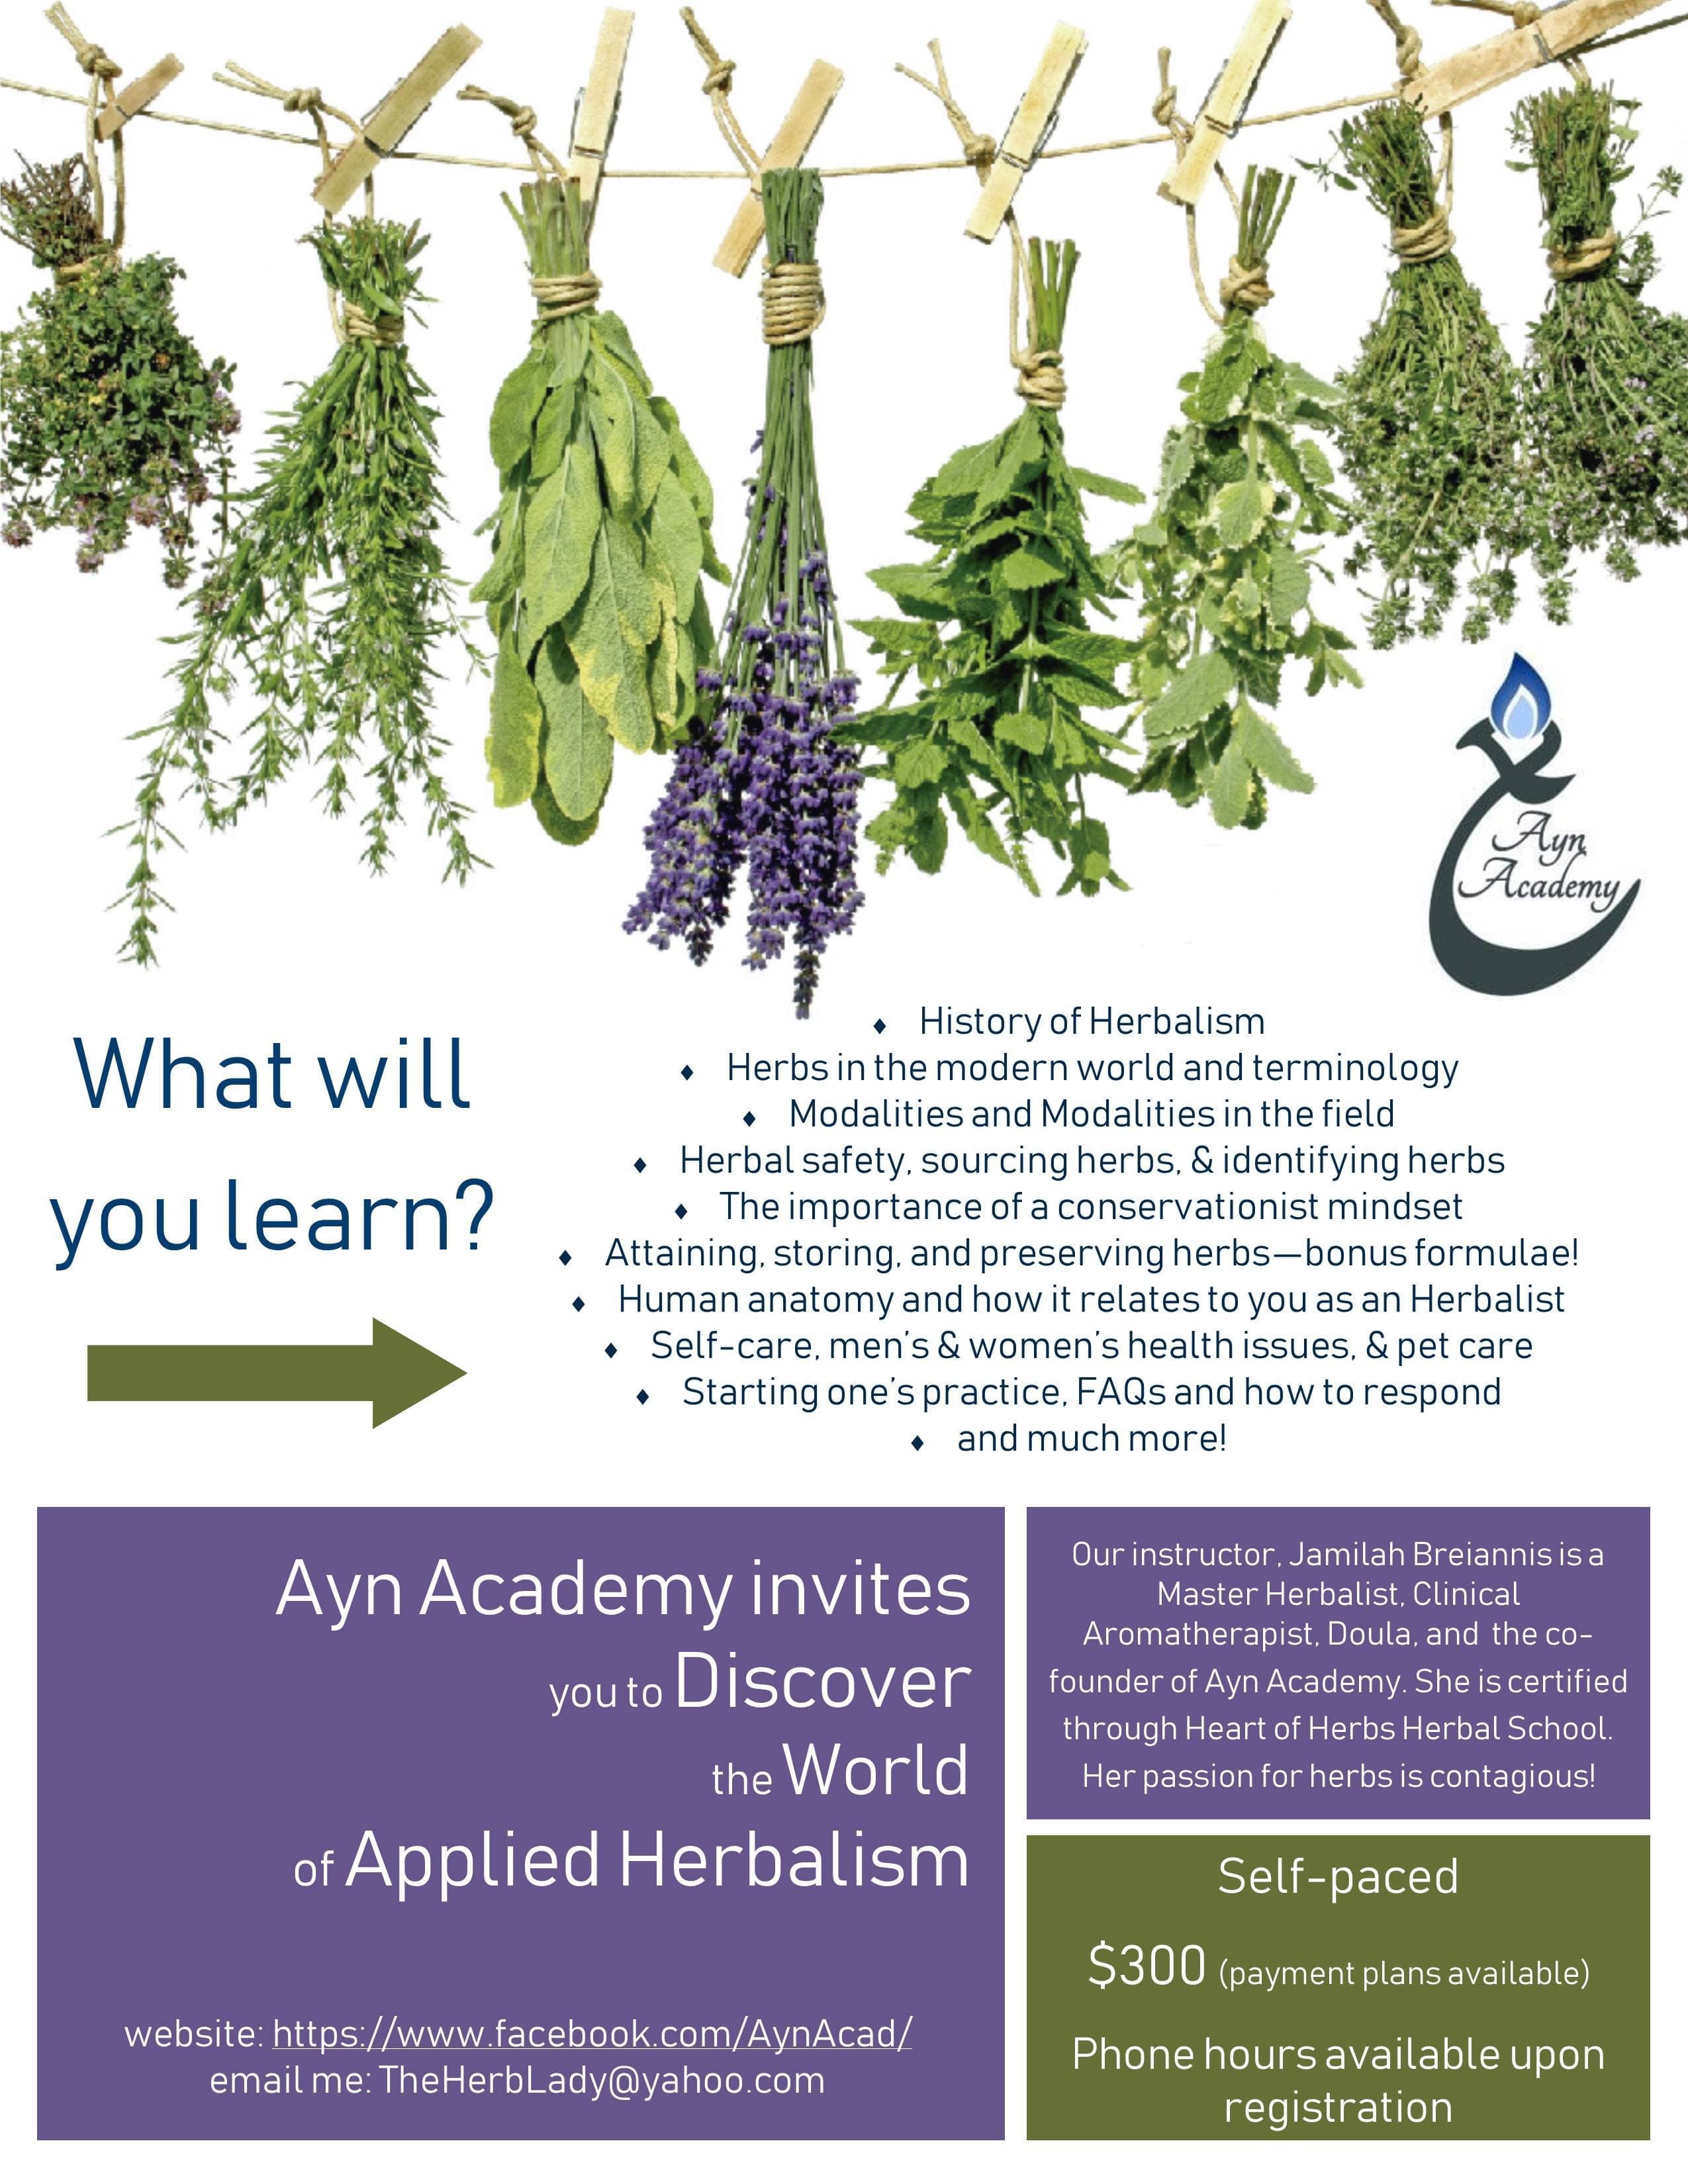 Ayn
Academy
What will
you learn?
♦ History of Herbalism
♦ Herbs in the modern world and terminology
♦ Modalities and Modalities in the field
♦ Herbal safety, sourcing herbs, & identifying herbs
♦ The importance of a conservationist mindset
♦ Attaining, storing, and preserving herbs—bonus formulae!
♦ Human anatomy and how it relates to you as an Herbalist
♦ Self-care, men's & women's health issues, & pet care
♦ Starting one's practice, FAQs and how to respond
♦ and much more!
Ayn Academy invites
you to Discover
the World
of Applied Herbalism
website: https://www.facebook.com/AynAcad/
email me: TheHerbLady@yahoo.com
Our instructor, Jamilah Breiannis is a
Master Herbalist, Clinical
Aromatherapist, Doula, and the co-
founder of Ayn Academy. She is certified
through Heart of Herbs Herbal School.
Her passion for herbs is contagious!
Self-paced
$300 (payment plans available)
Phone hours available upon
registration